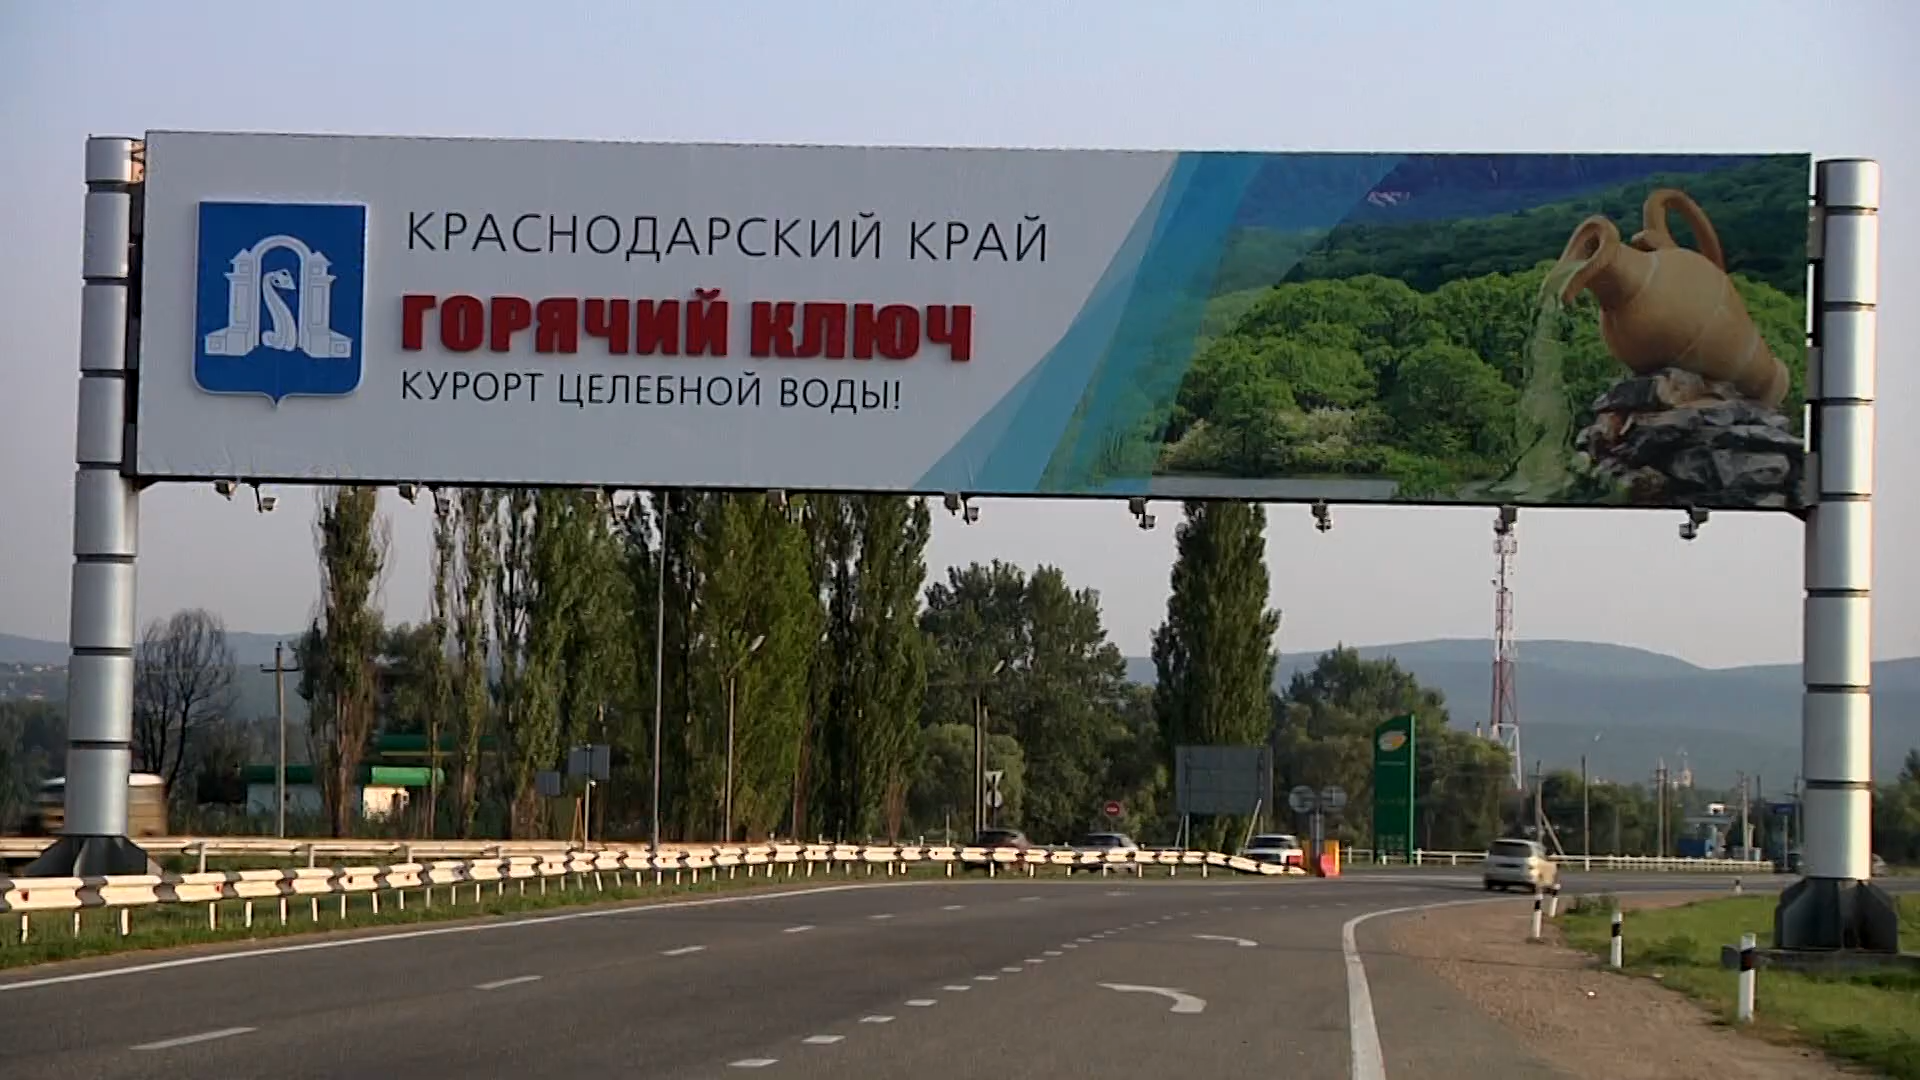 КРАСНОДАРСКИЙ КРАЙ
ГОРЯЧИЙ КЛЮЧ
КУРОРТ ЦЕЛЕБНОЙ ВОДЫ!